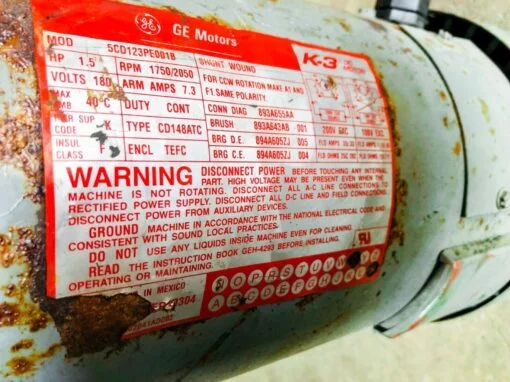 GE GE Motors
MOD 5CD123PE001B
HP 1.5 RPM 1750/2050 SHUNT WOUND
VOLTS 180 ARM AMPS 7.3 FOR CCW ROTATION MAKE A1 AND
F1 SAME POLARITY.
MAX AMB 40°C DUTY CONT CONN DIAG 893A655AA
SUP CODE K TYPE CD148ATC BRUSH 893A643AB -001
INSUL CLASS F ENCL TEFC BRG D.E. 894A605ZJ 005
BRG C.E. 894A605ZJ 004
K-3
WARNING DISCONNECT POWER BEFORE TOUCHING ANY INTERNAL
PART. HIGH VOLTAGE MAY BE PRESENT EVEN WHEN THE
MACHINE IS NOT ROTATING. DISCONNECT ALL A-C LINE CONNECTIONS TO
RECTIFIED POWER SUPPLY. DISCONNECT ALL D-C LINE AND FIELD CONNECTIONS.
DISCONNECT POWER FROM AUXILIARY DEVICES.
GROUND MACHINE IN ACCORDANCE WITH THE NATIONAL ELECTRICAL CODE AND
CONSISTENT WITH SOUND LOCAL PRACTICES.
DO NOT USE ANY LIQUIDS INSIDE MACHINE EVEN FOR CLEANING.
READ THE INSTRUCTION BOOK GEH-4293 BEFORE INSTALLING,
OPERATING OR MAINTAINING.
IN MEXICO
O P Q R S T U V W
A B C D E F G H I J K L